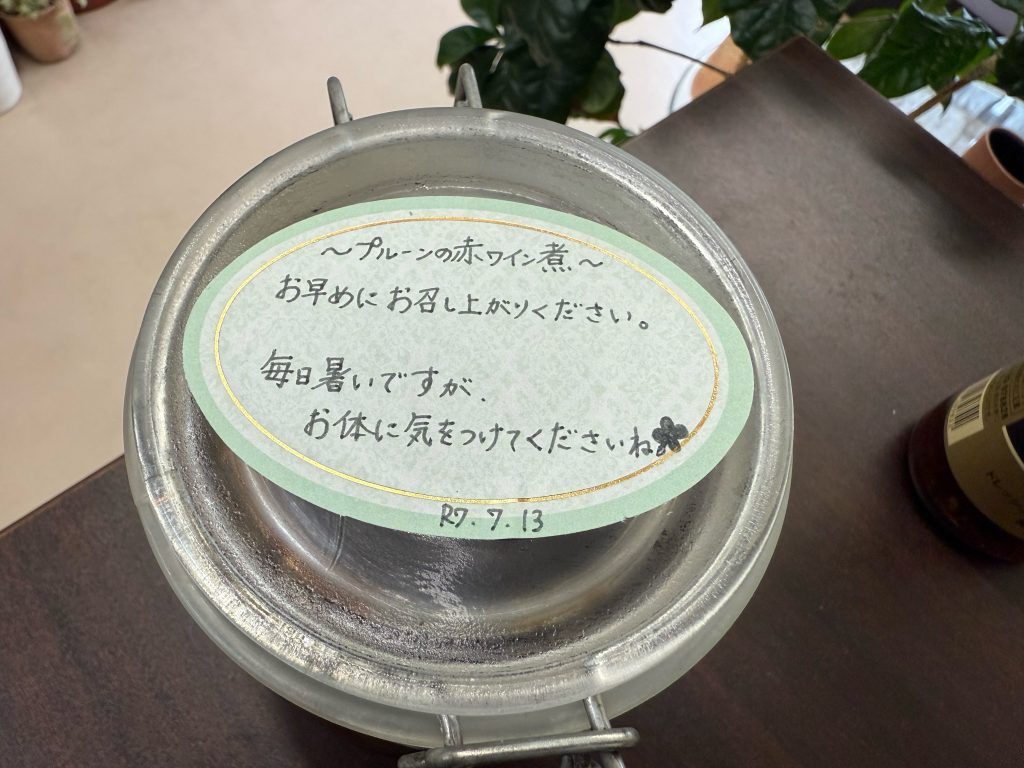 ～プルーンの赤ワイン煮～
お早めにお召し上がりください。
毎日暑いですが、
お体に気をつけてくださいね
R7.7.13